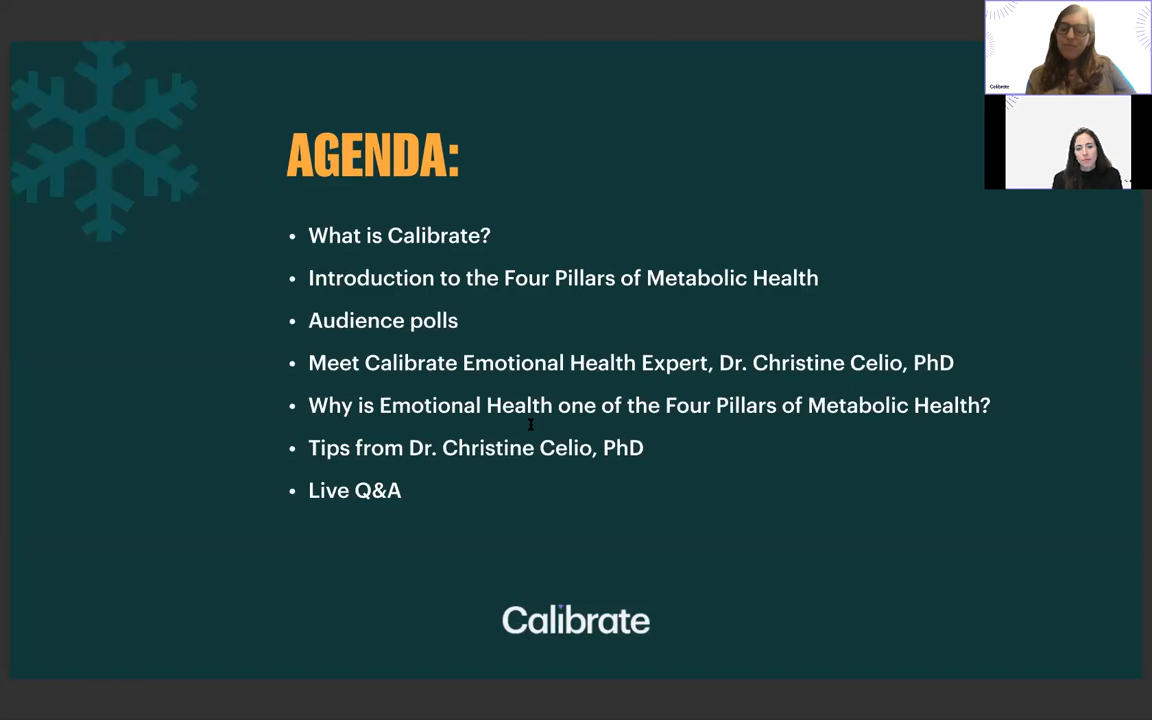 Calibrate
AGENDA:
• What is Calibrate?
• Introduction to the Four Pillars of Metabolic Health
• Audience polls
• Meet Calibrate Emotional Health Expert, Dr. Christine Celio, PhD
• Why is Emotional Health one of the Four Pillars of Metabolic Health?
• Tips from Dr. Christine Celio, PhD
• Live Q&A
Calibrate